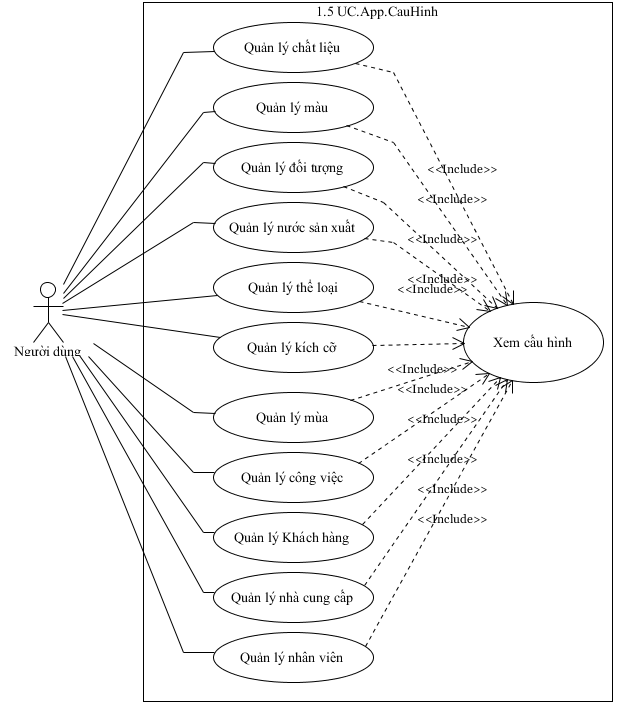 1.5 UC.App.CauHinh
Quản lý chất liệu
Quản lý màu
Quản lý đối tượng
Quản lý nước sản xuất
Quản lý thể loại
Quản lý kích cỡ
Quản lý mùa
Quản lý công việc
Quản lý Khách hàng
Quản lý nhà cung cấp
Quản lý nhân viên
Người dùng
<<Include>>
<<Include>>
<<Include>>
<<Include>>
<<Include>>
<<Include>>
<<Include>>
<<Include>>
<<Include>>
<<Include>>
<<Include>>
Xem cấu hình